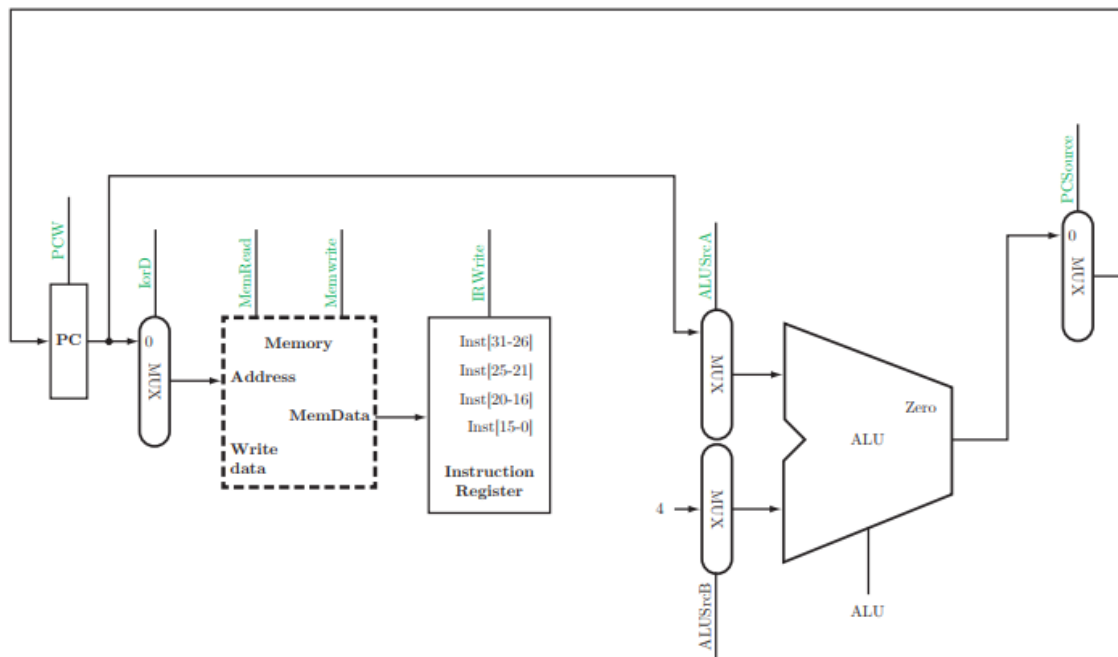 PCSource
PCW
IorD
MemRead
Memwrite
IRWrite
ALUSrcA
0
MUX
PC
0
MUX
Memory
Address
MemData
Write
data
Inst[31-26]
Inst[25-21]
Inst[20-16]
Inst[15-0]
Instruction
Register
MUX
Zero
ALU
4
MUX
ALUSrcB
ALU